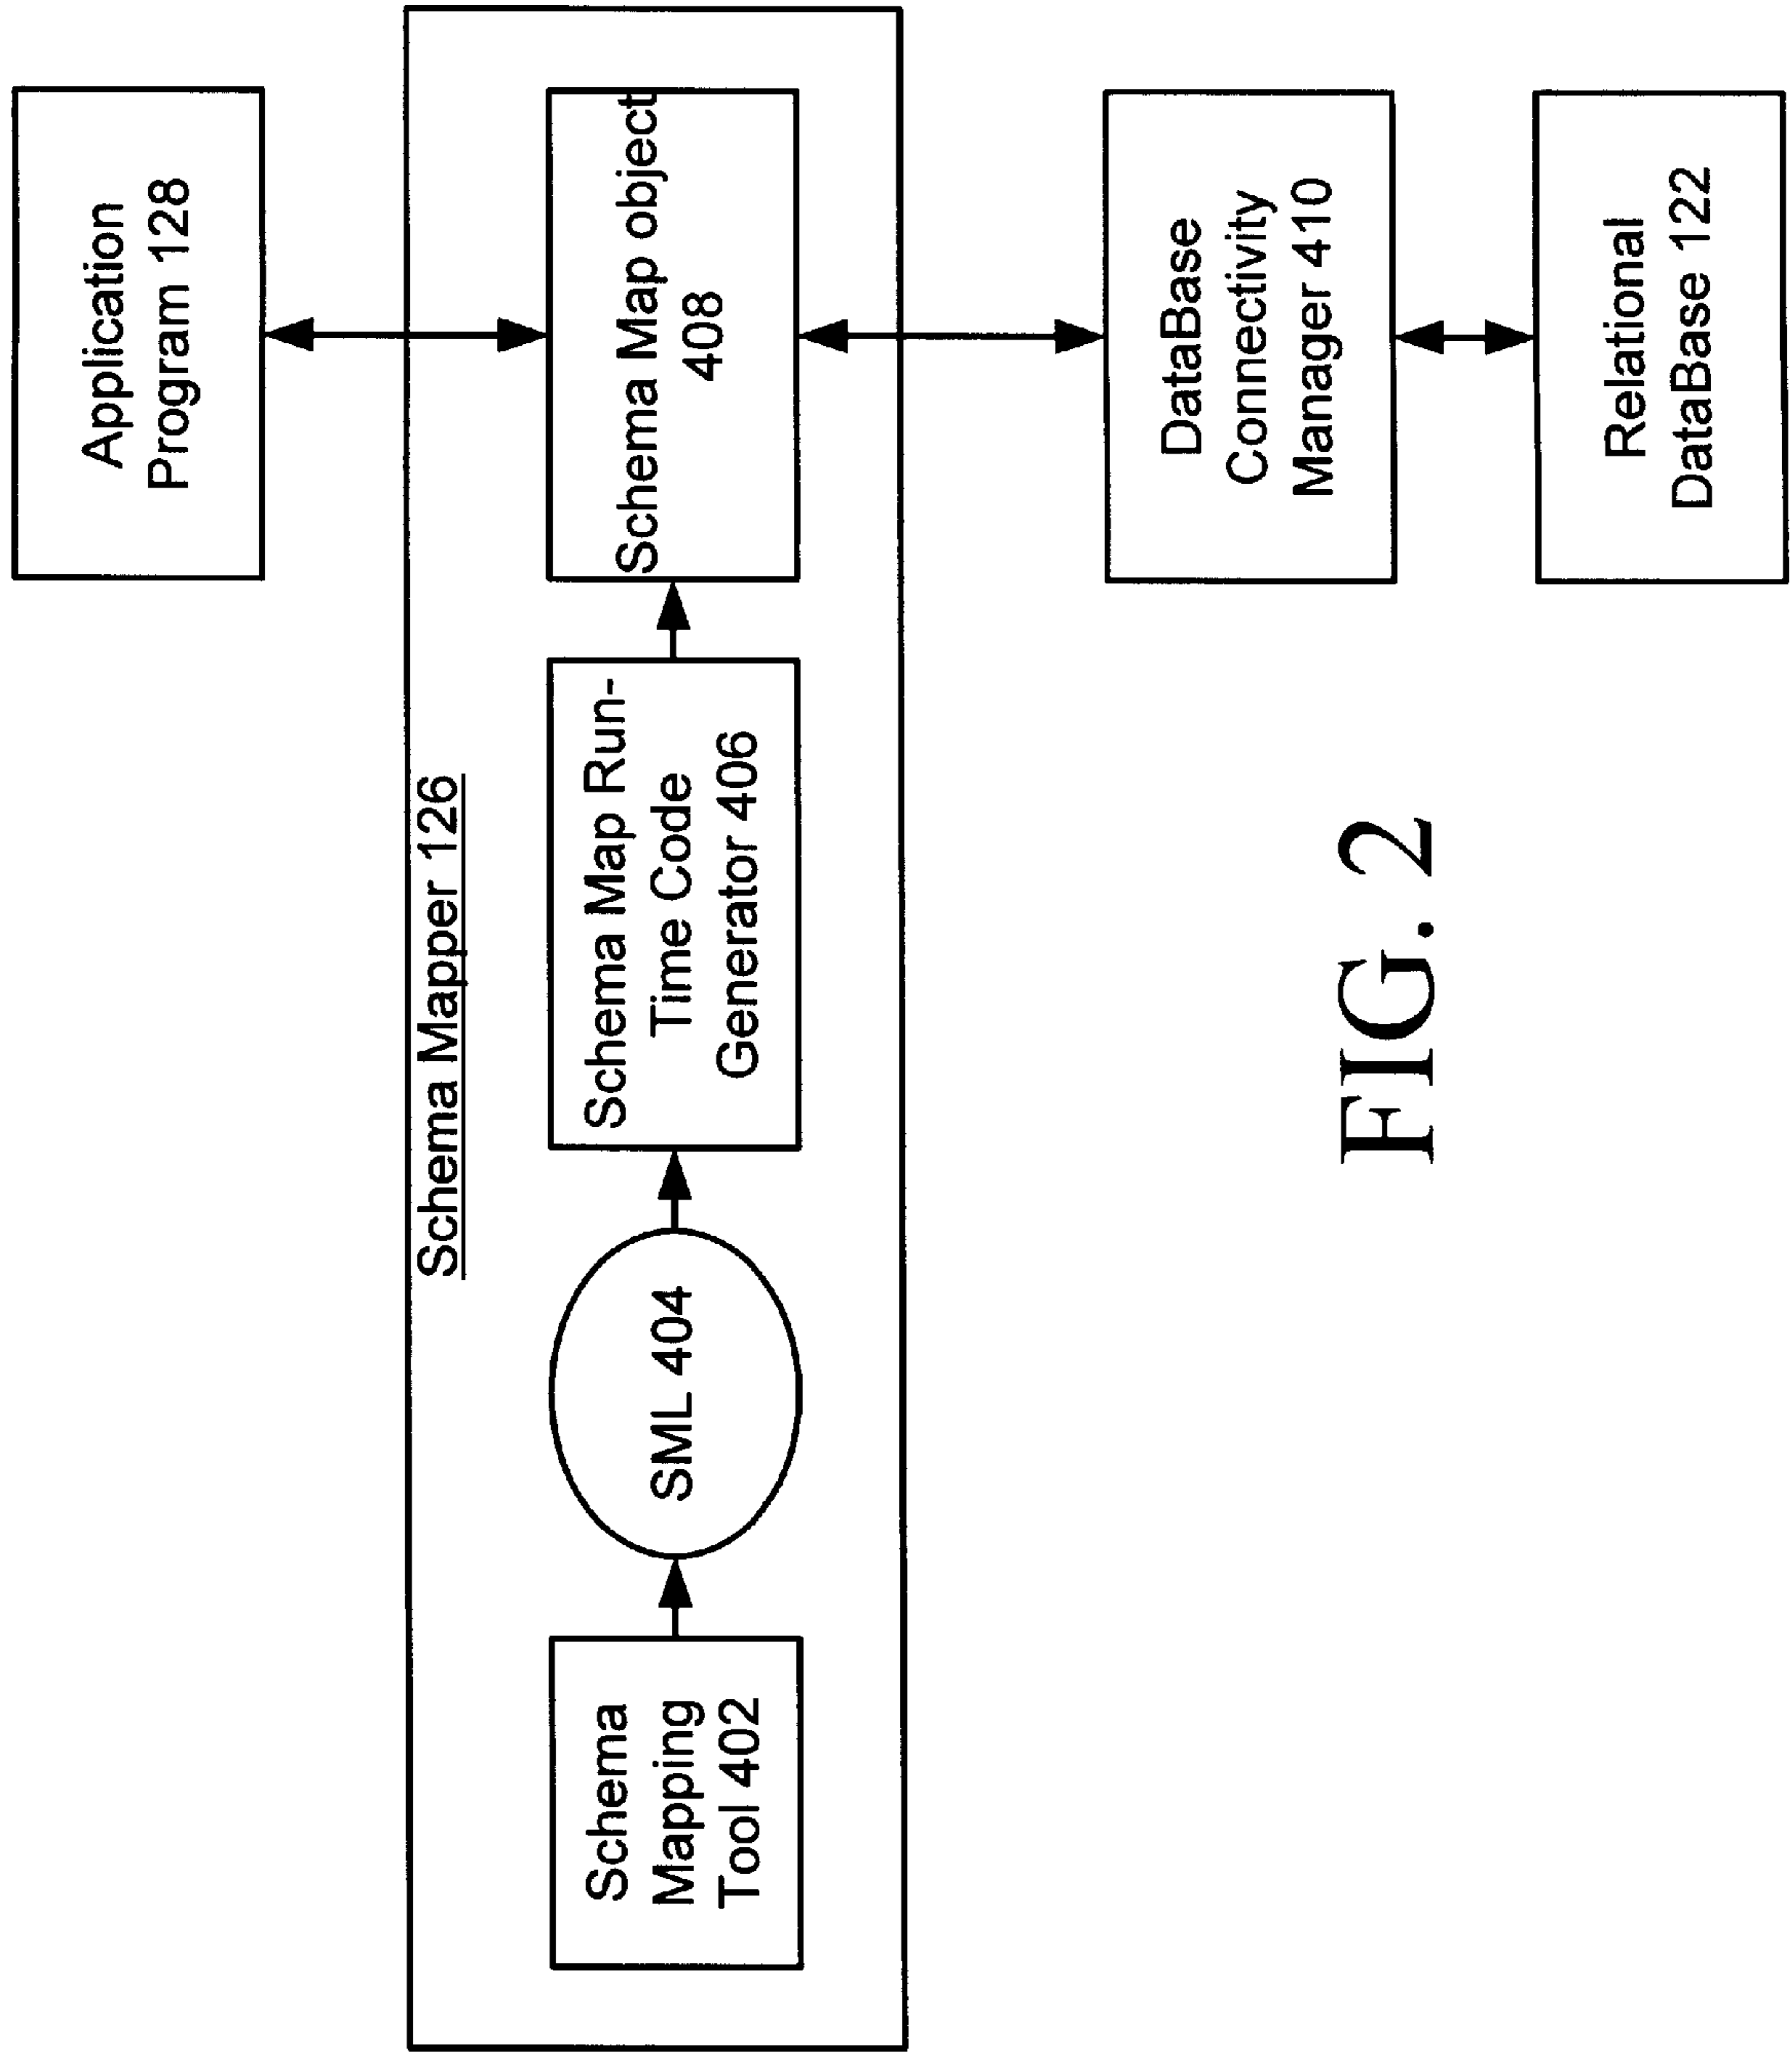 Application
Program 128
Schema Mapper 126
Schema
Mapping
Tool 402
SML 404
Schema Map Run-
Time Code
Generator 406
Schema Map object
408
DataBase
Connectivity
Manager 410
Relational
DataBase 122
FIG. 2